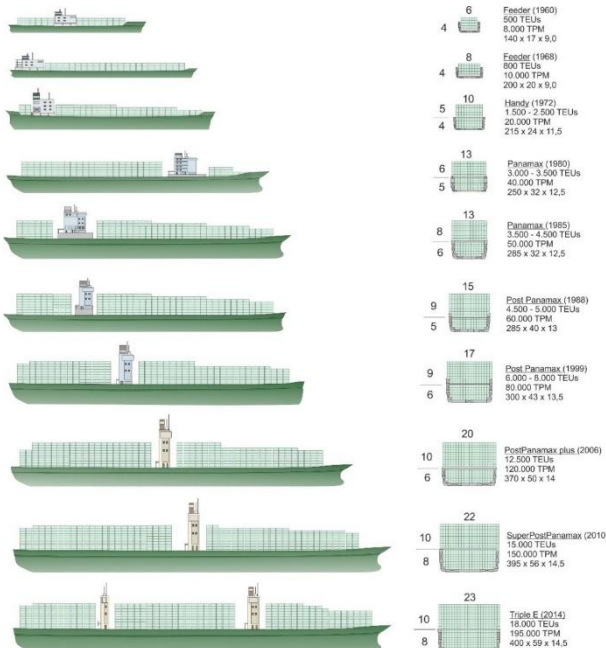 6
4
Feeder (1960)
500 TEUs
8.000 TPM
140 x 17 x 9,0
8
4
Feeder (1968)
800 TEUs
10.000 TPM
200 x 20 x 9,0
10
5
4
Handy (1972)
1.500 - 2.500 TEUs
20.000 TPM
215 x 24 x 11,5
13
6
5
Panamax (1980)
3.000 - 3.500 TEUs
40.000 TPM
250 x 32 x 12,5
13
8
6
Panamax (1985)
3.500 - 4.500 TEUs
50.000 TPM
285 x 32 x 12,5
15
9
5
Post Panamax (1988)
4.500 - 5.000 TEUs
60.000 TPM
285 x 40 x 13
17
9
6
Post Panamax (1999)
6.000 - 8.000 TEUs
80.000 TPM
300 x 43 x 13,5
20
10
6
PostPanamax plus (2006)
12.500 TEUs
120.000 TPM
370 x 50 x 14
22
10
8
SuperPostPanamax (2010
15.000 TEUs
150.000 TPM
395 x 56 x 14,5
23
10
8
Triple E (2014)
18.000 TEUs
195.000 TPM
400 x 59 x 14,5